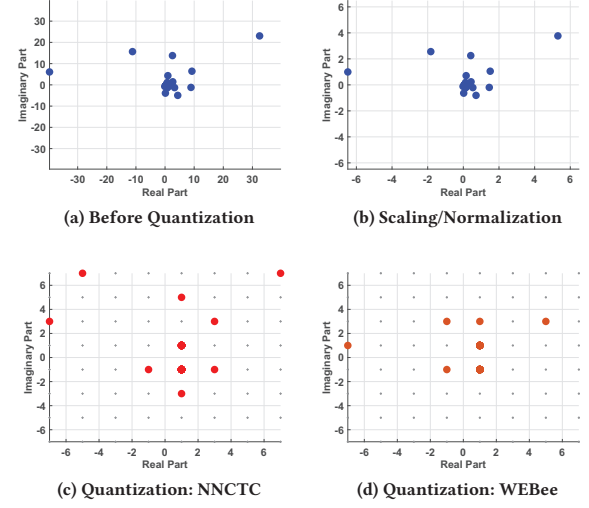 30
20
10
0
-10
-20
-30
-30 -20 -10 0 10 20 30
Imaginary Part
Real Part
(a) Before Quantization
6
4
2
0
-2
-4
-6
-6 -4 -2 0 2 4 6
Imaginary Part
Real Part
(b) Scaling/Normalization
6
4
2
0
-2
-4
-6
-6 -4 -2 0 2 4 6
Imaginary Part
Real Part
(c) Quantization: NNCTC
6
4
2
0
-2
-4
-6
-6 -4 -2 0 2 4 6
Imaginary Part
Real Part
(d) Quantization: WEBee